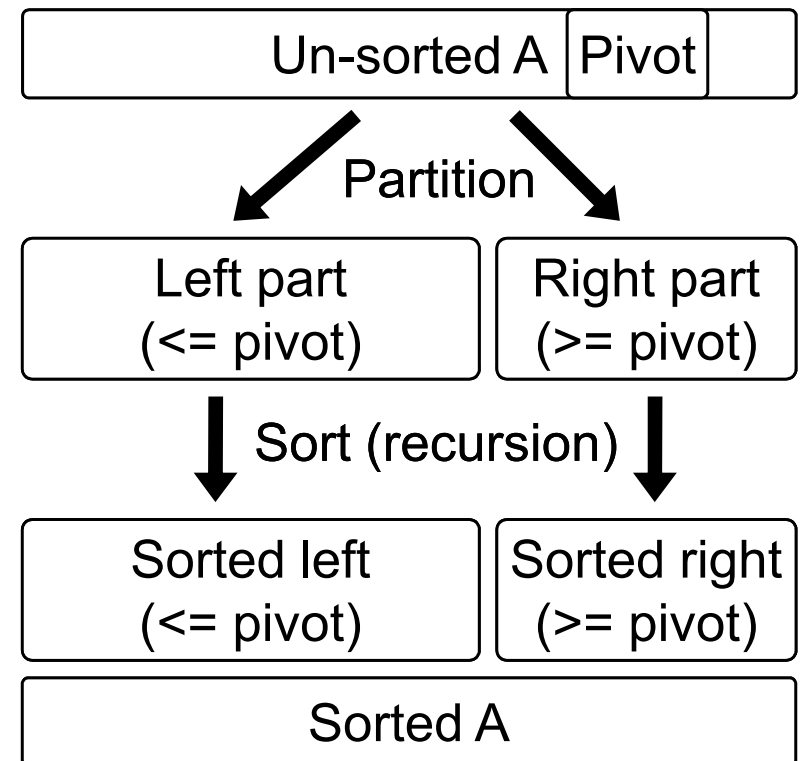 Un-sorted A Pivot
Partition
Left part
(<= pivot)
Right part
(>= pivot)
Sort (recursion)
Sorted left
(<= pivot)
Sorted right
(>= pivot)
Sorted A